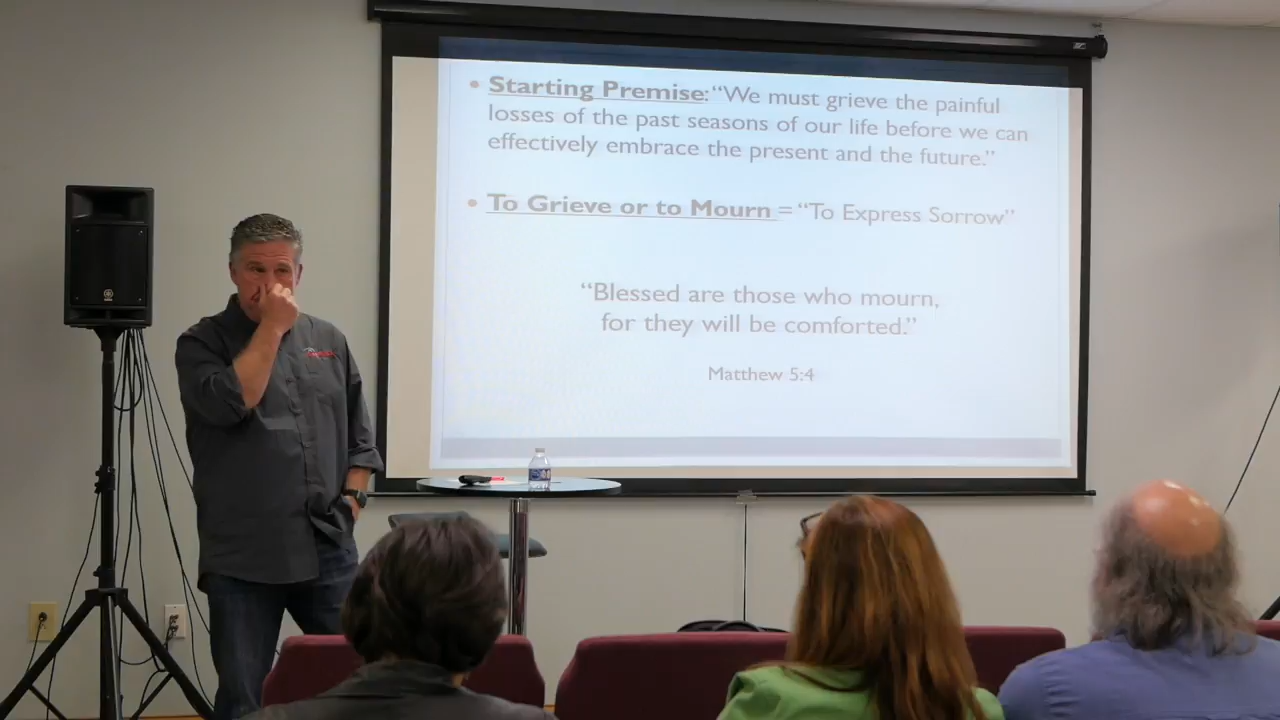 • Starting Premise: “We must grieve the painful
losses of the past seasons of our life before we can
effectively embrace the present and the future.”
• To Grieve or to Mourn = “To Express Sorrow”
“Blessed are those who mourn,
for they will be comforted.”
Matthew 5:4